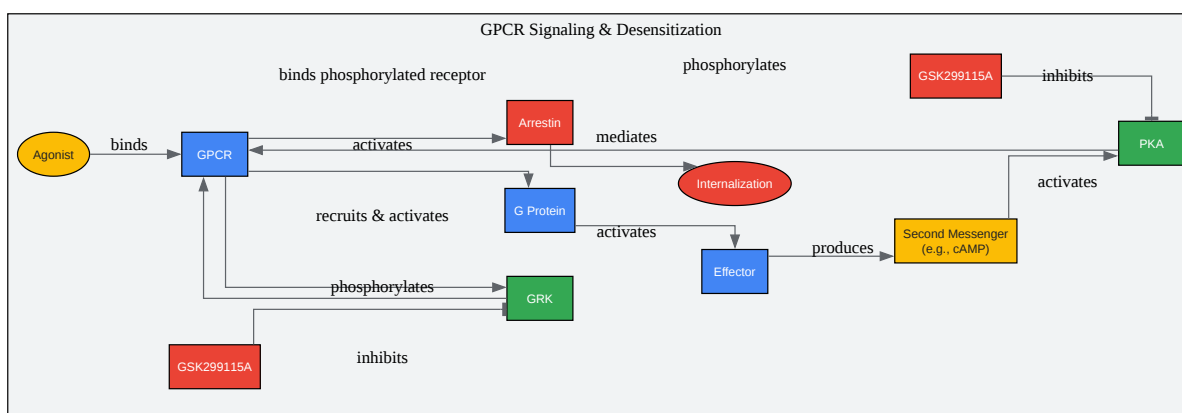 GPCR Signaling & Desensitization
binds phosphorylated receptor
phosphorylates
GSK299115A
inhibits
Arrestin
Agonist
binds
GPCR
activates
mediates
PKA
Internalization
activates
recruits & activates
G Protein
activates
Second Messenger
(e.g., cAMP)
produces
Effector
phosphorylates
GRK
GSK299115A
inhibits